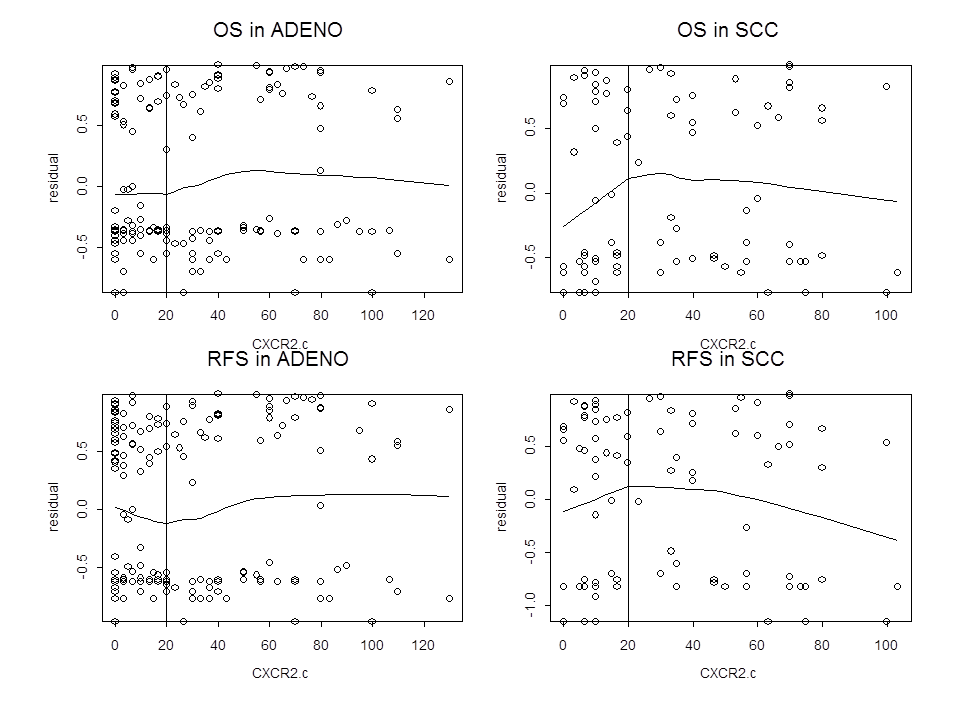 OS in ADENO
residual
0.5
0.0
-0.5
0 20 40 60 80 100 120
CXCR2.c
OS in SCC
residual
0.5
0.0
-0.5
0 20 40 60 80 100
CXCR2.c
RFS in ADENO
residual
0.5
0.0
-0.5
0 20 40 60 80 100 120
CXCR2.c
RFS in SCC
residual
0.5
0.0
-0.5
-1.0
0 20 40 60 80 100
CXCR2.c